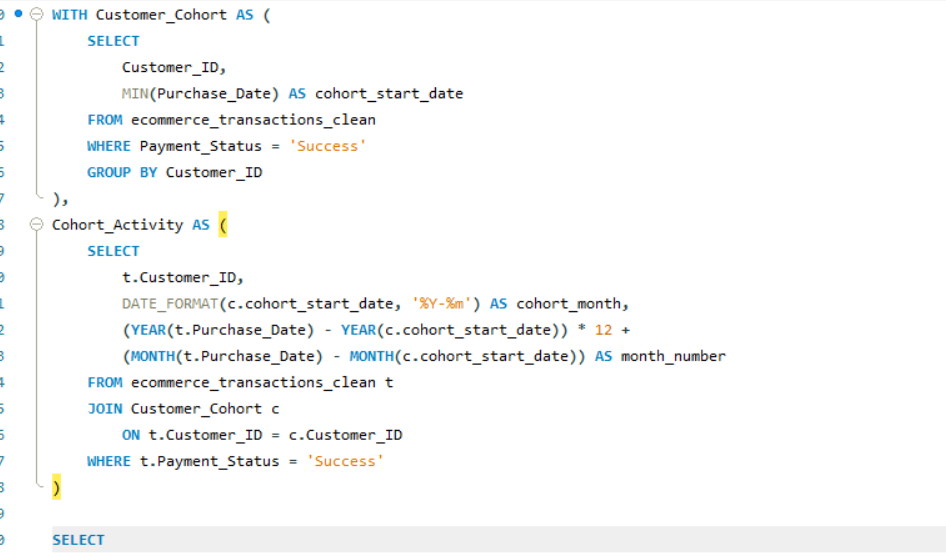 WITH Customer_Cohort AS (
SELECT
Customer_ID,
MIN(Purchase_Date) AS cohort_start_date
FROM ecommerce_transactions_clean
WHERE Payment_Status = 'Success'
GROUP BY Customer_ID
),
Cohort_Activity AS (
SELECT
t.Customer_ID,
DATE_FORMAT(c.cohort_start_date, '%Y-%m') AS cohort_month,
(YEAR(t.Purchase_Date) - YEAR(c.cohort_start_date)) * 12 +
(MONTH(t.Purchase_Date) - MONTH(c.cohort_start_date)) AS month_number
FROM ecommerce_transactions_clean t
JOIN Customer_Cohort c
ON t.Customer_ID = c.Customer_ID
WHERE t.Payment_Status = 'Success'
)
SELECT